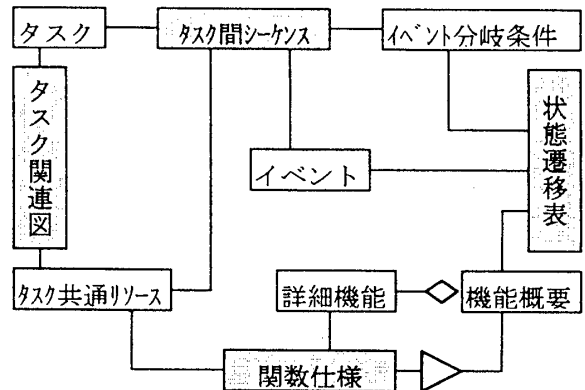 タスク
タスク間シーケンス
イベント分岐条件
タスク関連図
状態遷移表
イベント
タスク共通リソース
詳細機能
機能概要
関数仕様